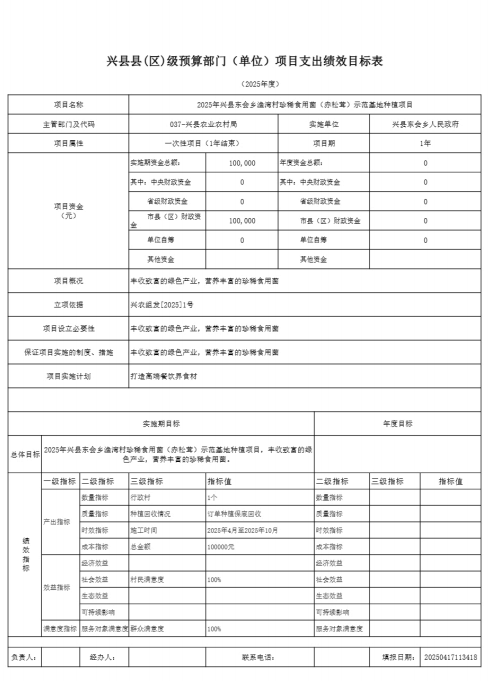 兴县县(区)级预算部门（单位）项目支出绩效目标表
（2025年度）
项目名称 2025年兴县东会乡渔湾村珍稀食用菌（赤松茸）示范基地种植项目
主管部门及代码 037-兴县农业农村局 实施单位 兴县东会乡人民政府
项目属性 一次性项目（1年结束） 项目期 1年
项目资金（元） 实施期资金总额： 100,000 年度资金总额： 0
其中：中央财政资金 0 其中：中央财政资金 0
省级财政资金 0 省级财政资金 0
市县（区）财政资金 100,000 市县（区）财政资金 0
单位自筹 0 单位自筹 0
其他资金 其他资金
项目概况 丰收致富的绿色产业，营养丰富的珍稀食用菌
立项依据 兴农组发[2025]1号
项目设立必要性 丰收致富的绿色产业，营养丰富的珍稀食用菌
保证项目实施的制度、措施 丰收致富的绿色产业，营养丰富的珍稀食用菌
项目实施计划 打造高端餐饮界食材
实施期目标 年度目标
总体目标 2025年兴县东会乡渔湾村珍稀食用菌（赤松茸）示范基地种植项目，丰收致富的绿色产业，营养丰富的珍稀食用菌。
绩效指标 一级指标 二级指标 三级指标 指标值 二级指标 三级指标 指标值
产出指标 数量指标 行政村 1个 数量指标
质量指标 种植回收情况 订单种植保底回收 质量指标
时效指标 施工时间 2025年4月至2025年10月 时效指标
成本指标 总金额 100000元 成本指标
效益指标 经济效益 经济效益
社会效益 村民满意度 100% 社会效益
生态效益 生态效益
可持续影响 可持续影响
满意度指标 服务对象满意度 群众满意度 100% 服务对象满意度
负责人： 经办人： 联系电话： 填报日期： 20250417113418